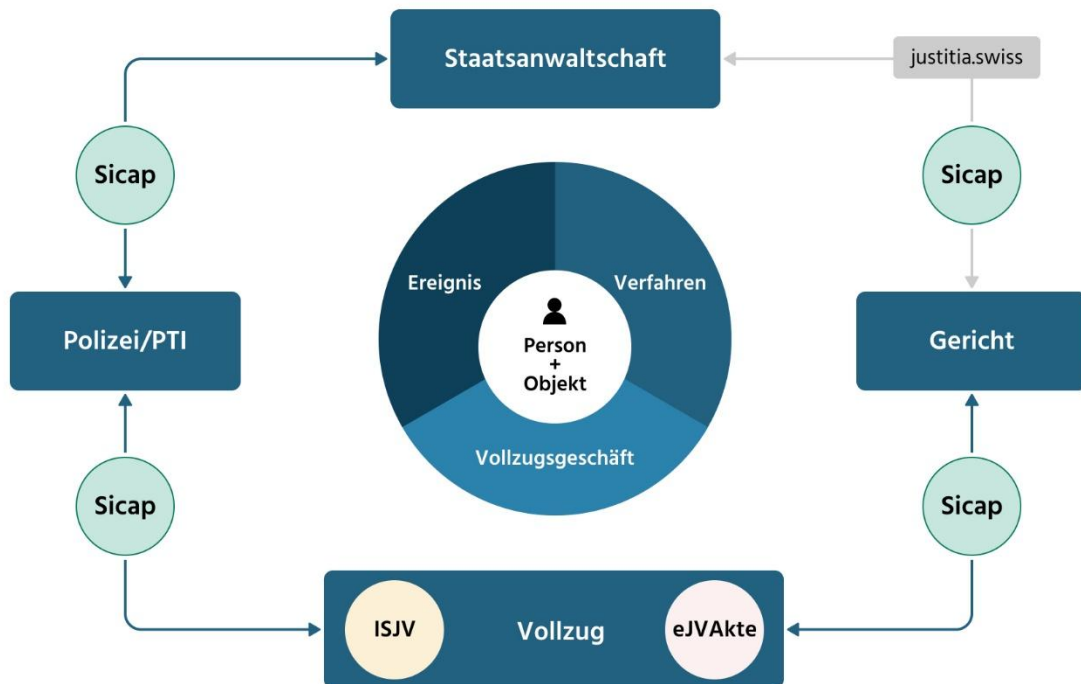 Staatsanwaltschaft
justitia.swiss
Sicap
Sicap
Ereignis
Verfahren
Person
+
Objekt
Polizei/PTI
Gericht
Vollzugsgeschäft
Sicap
Sicap
ISJV
Vollzug
eJVAkte